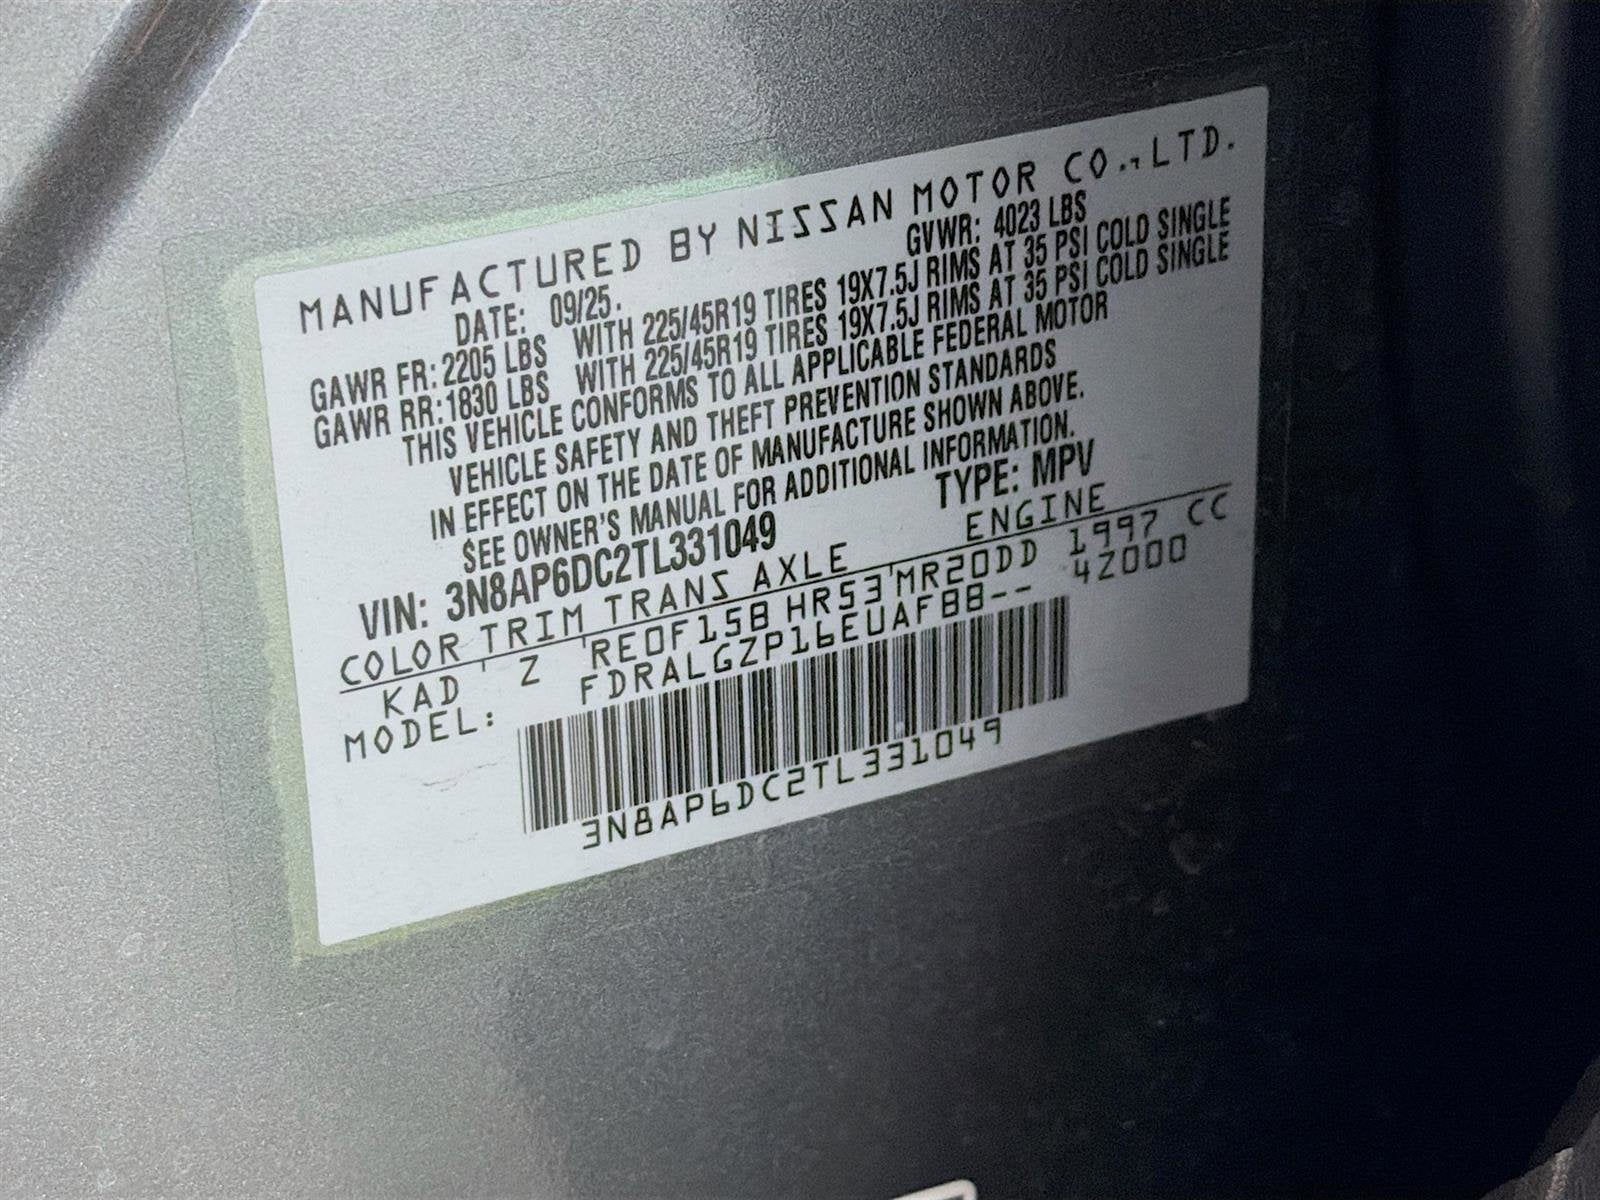 MANUFACTURED BY NISSAN MOTOR CO., LTD.
DATE: 09/25. GVWR: 4023 LBS
GAWR FR: 2205 LBS WITH 225/45R19 TIRES 19X7.5J RIMS AT 35 PSI COLD SINGLE
GAWR RR: 1830 LBS WITH 225/45R19 TIRES 19X7.5J RIMS AT 35 PSI COLD SINGLE
THIS VEHICLE CONFORMS TO ALL APPLICABLE FEDERAL MOTOR
VEHICLE SAFETY AND THEFT PREVENTION STANDARDS
IN EFFECT ON THE DATE OF MANUFACTURE SHOWN ABOVE.
SEE OWNER'S MANUAL FOR ADDITIONAL INFORMATION.
VIN: 3N8AP6DC2TL331049 TYPE: MPV
COLOR TRIM TRANS AXLE ENGINE
KAD Z RE0F15B HR53 MR20DD 1997 CC
MODEL: FDRALGZP16EUAFBB-- 4Z000
3N8AP6DC2TL331049